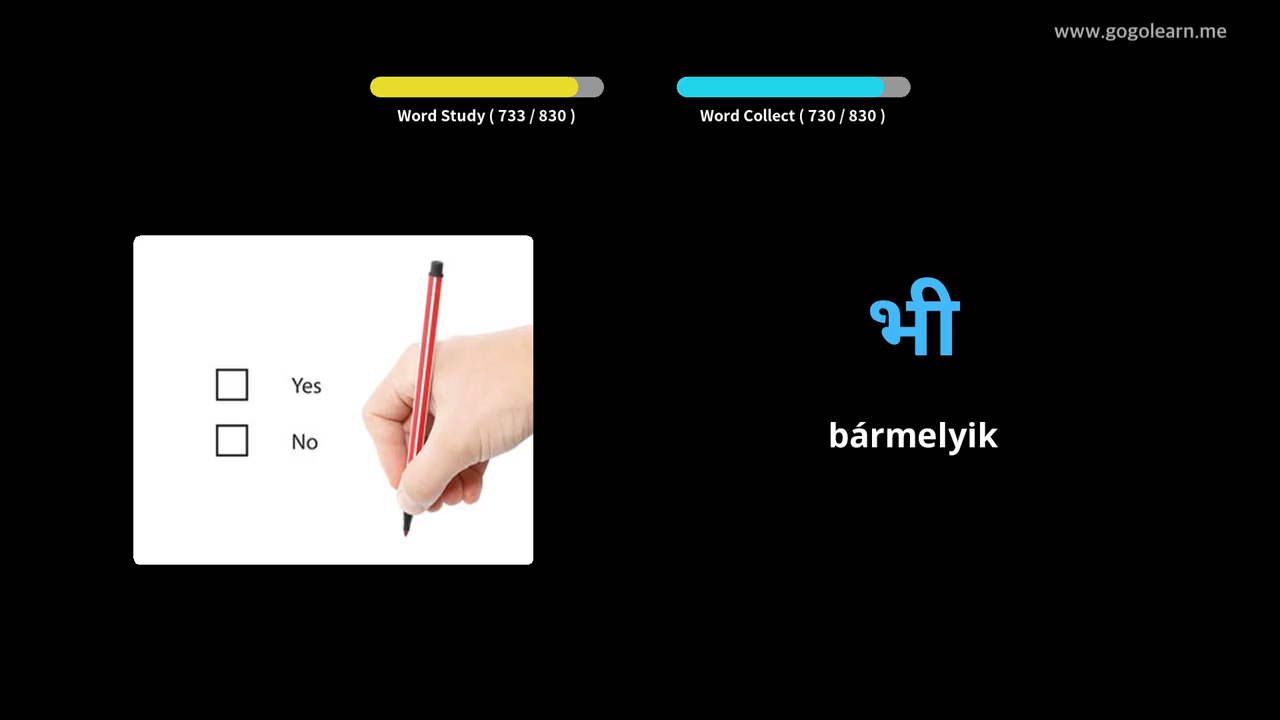 www.gogolearn.me
Word Study ( 733 / 830 )
Word Collect ( 730 / 830 )
Yes
No
भी
bármelyik